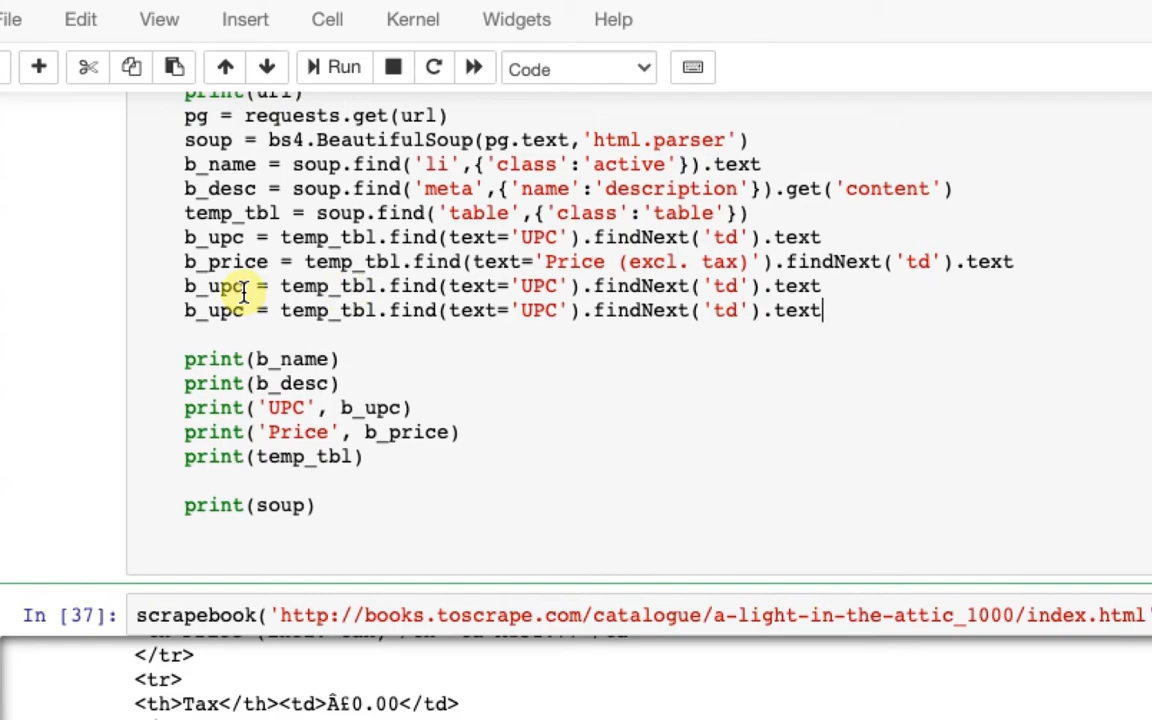 File Edit View Insert Cell Kernel Widgets Help
Run Code
print(url)
pg = requests.get(url)
soup = bs4.BeautifulSoup(pg.text,'html.parser')
b_name = soup.find('li',{'class':'active'}).text
b_desc = soup.find('meta',{'name':'description'}).get('content')
temp_tbl = soup.find('table',{'class':'table'})
b_upc = temp_tbl.find(text='UPC').findNext('td').text
b_price = temp_tbl.find(text='Price (excl. tax)').findNext('td').text
b_upc = temp_tbl.find(text='UPC').findNext('td').text
b_upc = temp_tbl.find(text='UPC').findNext('td').text
print(b_name)
print(b_desc)
print('UPC', b_upc)
print('Price', b_price)
print(temp_tbl)
print(soup)
In [37]: scrapebook('http://books.toscrape.com/catalogue/a-light-in-the-attic_1000/index.html'
</tr>
<tr>
<th>Tax</th><td>Â£0.00</td>